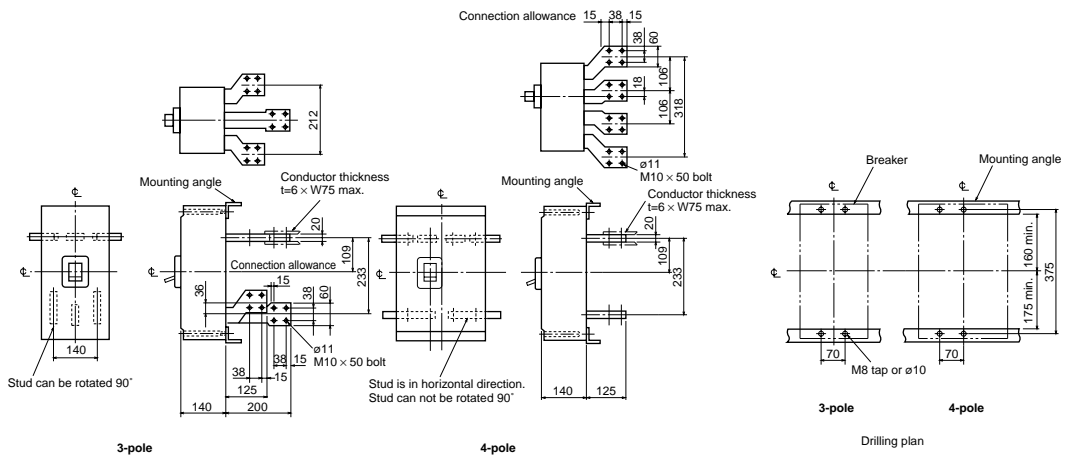 Connection allowance
15 38 15
38
60
106
18
106
318
212
ø11
M10 × 50 bolt
Mounting angle
Conductor thickness
t=6 × W75 max.
℄
20
109
233
℄
Connection allowance
15
36
38
60
140
ø11
M10 × 50 bolt
38 15
38 15
125
140 200
Stud can be rotated 90˚
3-pole
Mounting angle
Conductor thickness
t=6 × W75 max.
℄
20
109
233
℄
Stud is in horizontal direction.
Stud can not be rotated 90˚
140 125
4-pole
Breaker
Mounting angle
℄
℄
℄
160 min.
175 min.
375
70
70
M8 tap or ø10
3-pole
4-pole
Drilling plan